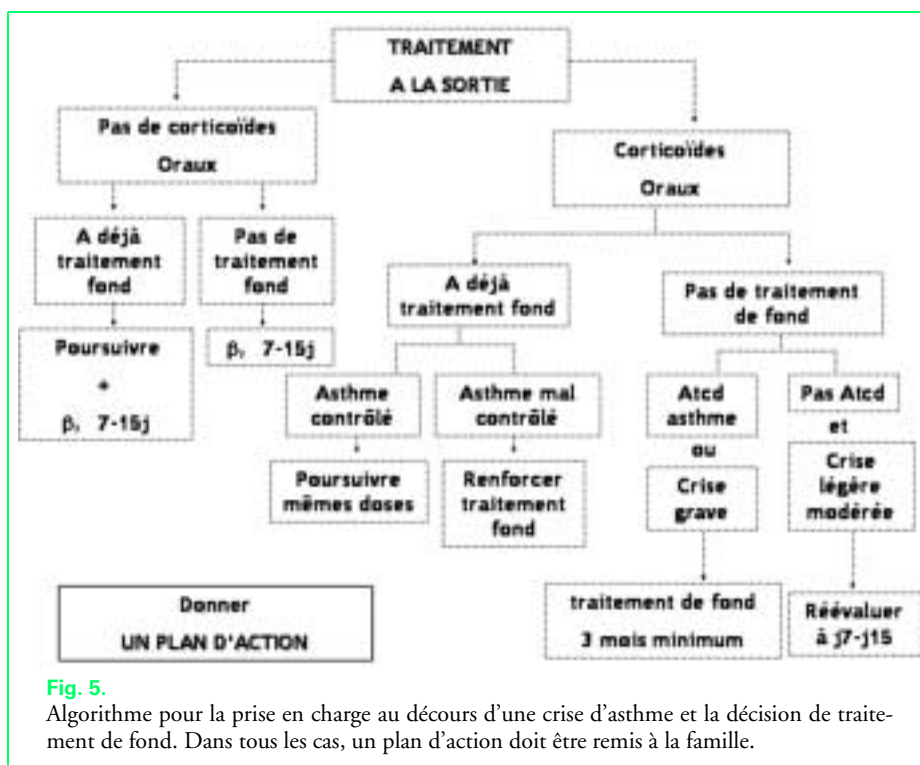 TRAITEMENT
A LA SORTIE
Pas de corticoïdes
Oraux
Corticoïdes
Oraux
A déjà
traitement
fond
Pas de
traitement
fond
A déjà
traitement fond
Pas de traitement
de fond
Poursuivre
+
β, 7-15j
β, 7-15j
Asthme
contrôlé
Asthme mal
contrôlé
Atcd
asthme
ou
Crise
grave
Pas Atcd
et
Crise
légère
modérée
Poursuivre
mêmes doses
Renforcer
traitement
fond
traitement de fond
3 mois minimum
Réévaluer
à j7-j15
Donner
UN PLAN D'ACTION
Fig. 5.
Algorithme pour la prise en charge au décours d'une crise d'asthme et la décision de traite-
ment de fond. Dans tous les cas, un plan d'action doit être remis à la famille.